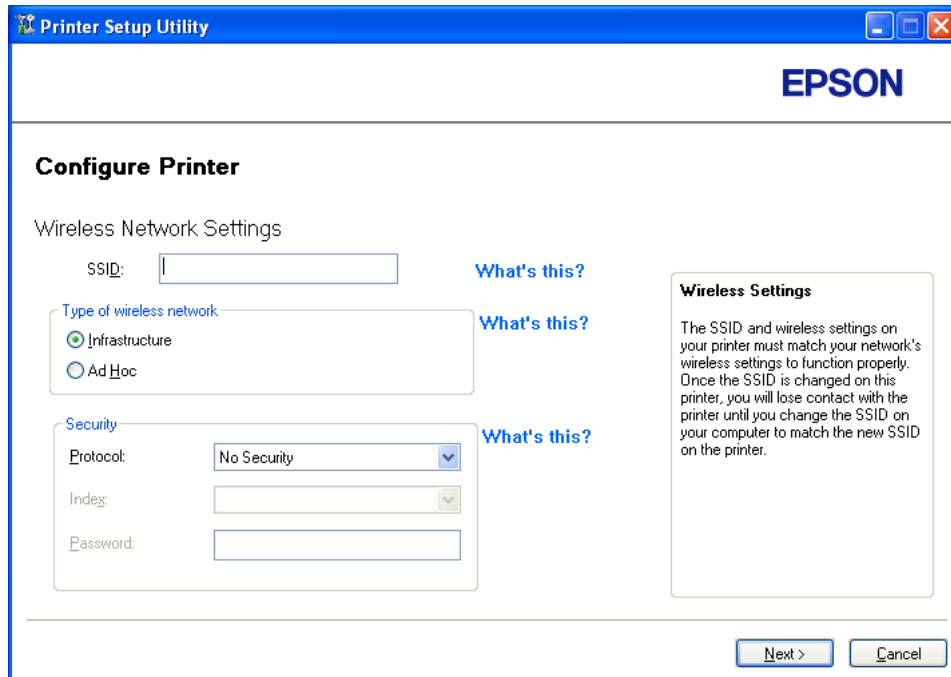 Printer Setup Utility
EPSON
Configure Printer
Wireless Network Settings
SSID:
What's this?
Type of wireless network
What's this?
Infrastructure
Ad Hoc
Security
What's this?
Protocol:
No Security
Index:
Password:
Wireless Settings
The SSID and wireless settings on
your printer must match your network's
wireless settings to function properly.
Once the SSID is changed on this
printer, you will lose contact with the
printer until you change the SSID on
your computer to match the new SSID
on the printer.
Next >
Cancel